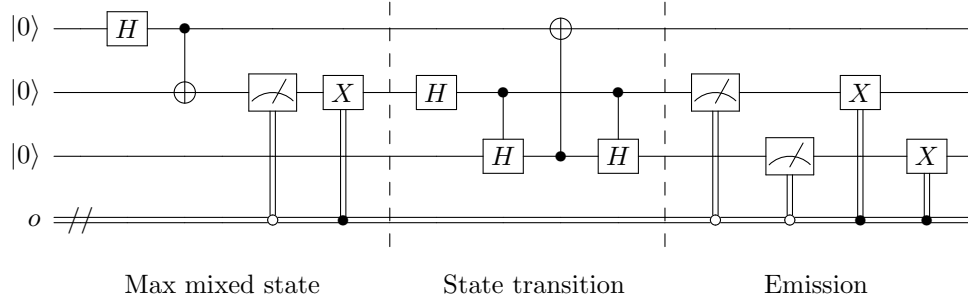 |0⟩ H
|0⟩ X H X
|0⟩ H H X
o
Max mixed state State transition Emission